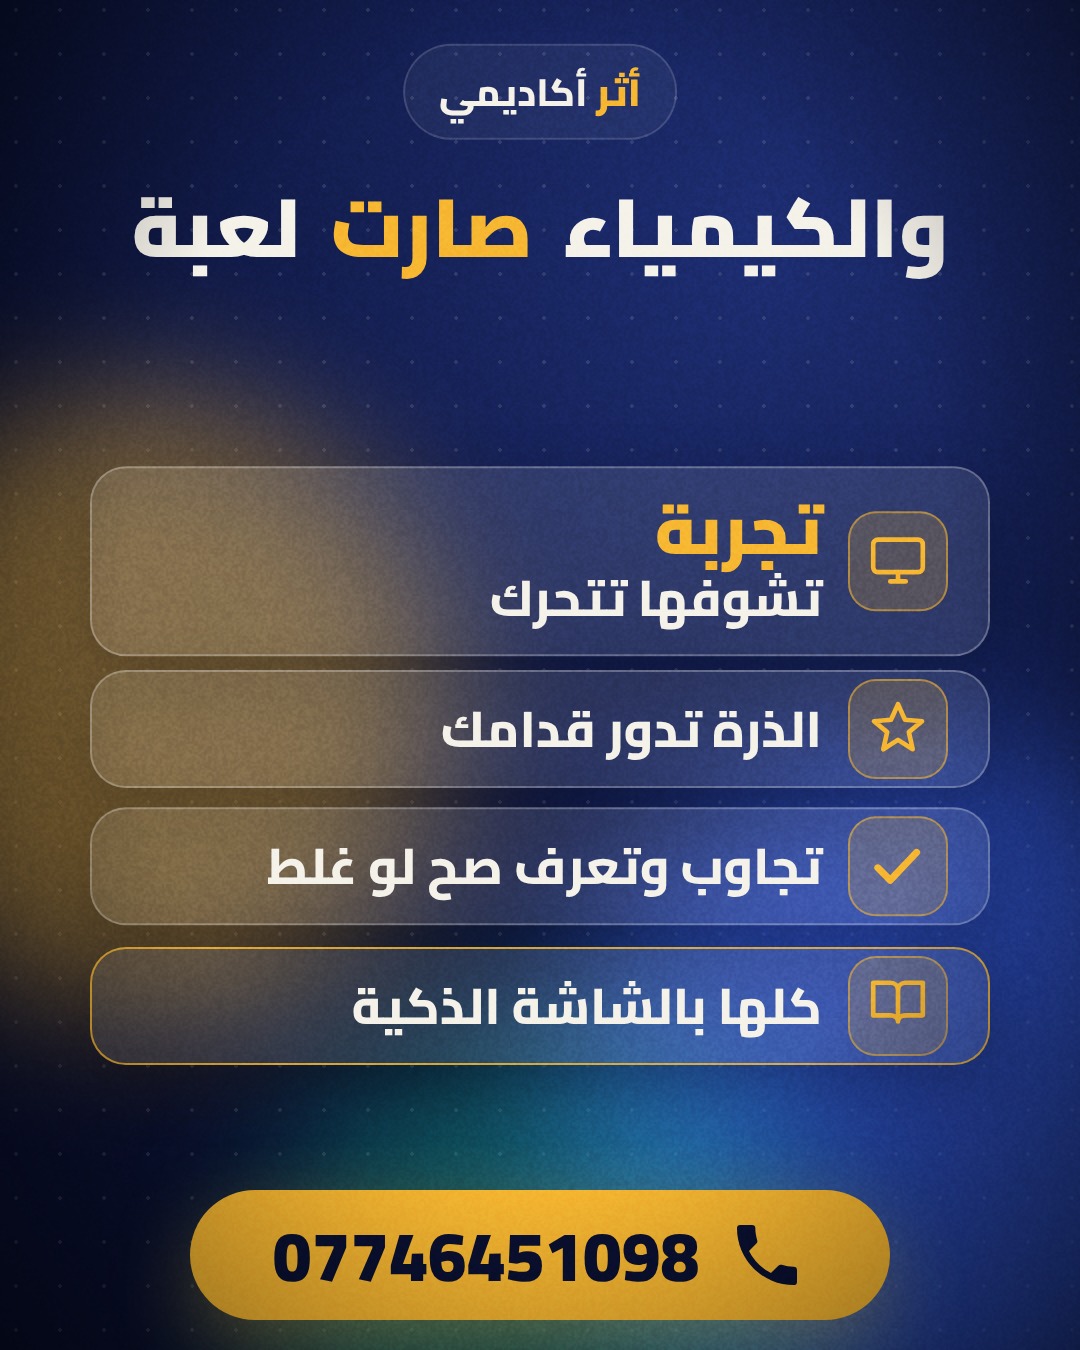 أثر أكاديمي
والكيمياء صارت لعبة
تجربة
تشوفها تتحرك
الذرة تدور قدامك
تجاوب وتعرف صح لو غلط
كلها بالشاشة الذكية
07746451098